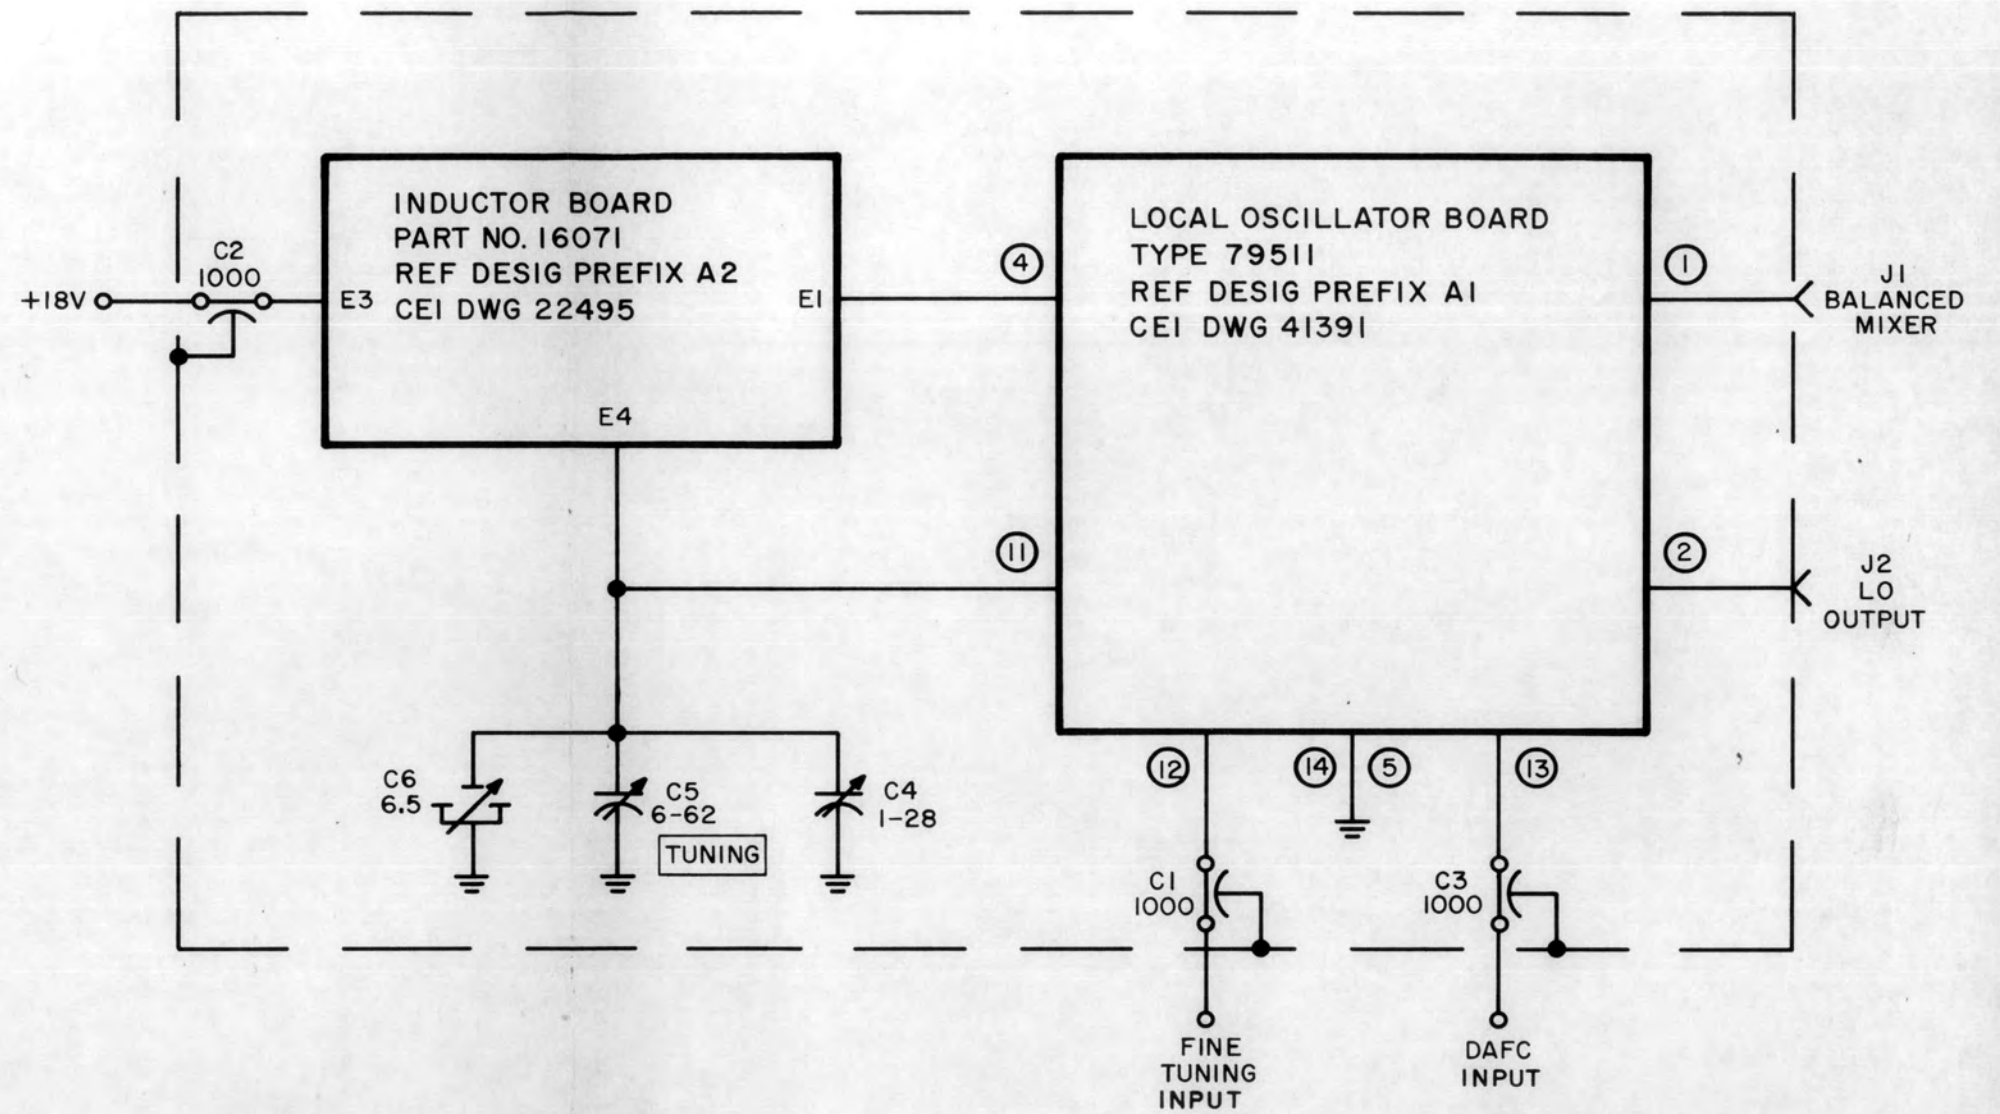 INDUCTOR BOARD
PART NO. 16071
REF DESIG PREFIX A2
CEI DWG 22495
E3
E1
E4
C2
1000
+18V
LOCAL OSCILLATOR BOARD
TYPE 79511
REF DESIG PREFIX A1
CEI DWG 41391
4
11
1
2
J1
BALANCED
MIXER
J2
LO
OUTPUT
12
14
5
13
C6
6.5
C5
6-62
TUNING
C4
1-28
C1
1000
C3
1000
FINE
TUNING
INPUT
DAFC
INPUT